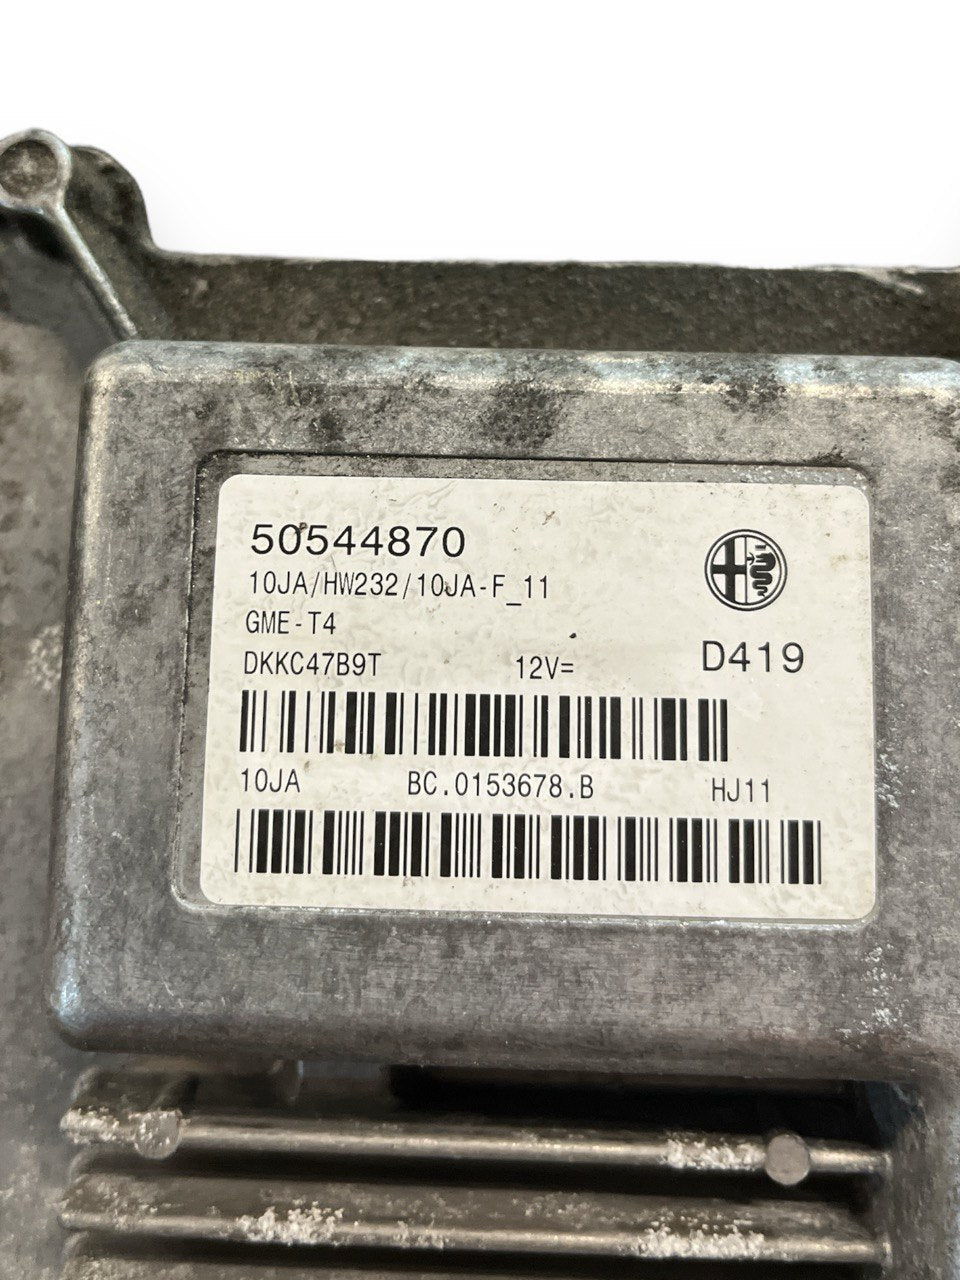 50544870
10JA/HW232/10JA-F_11
GME-T4
DKKC47B9T 12V= D419
10JA BC.0153678.B HJ11